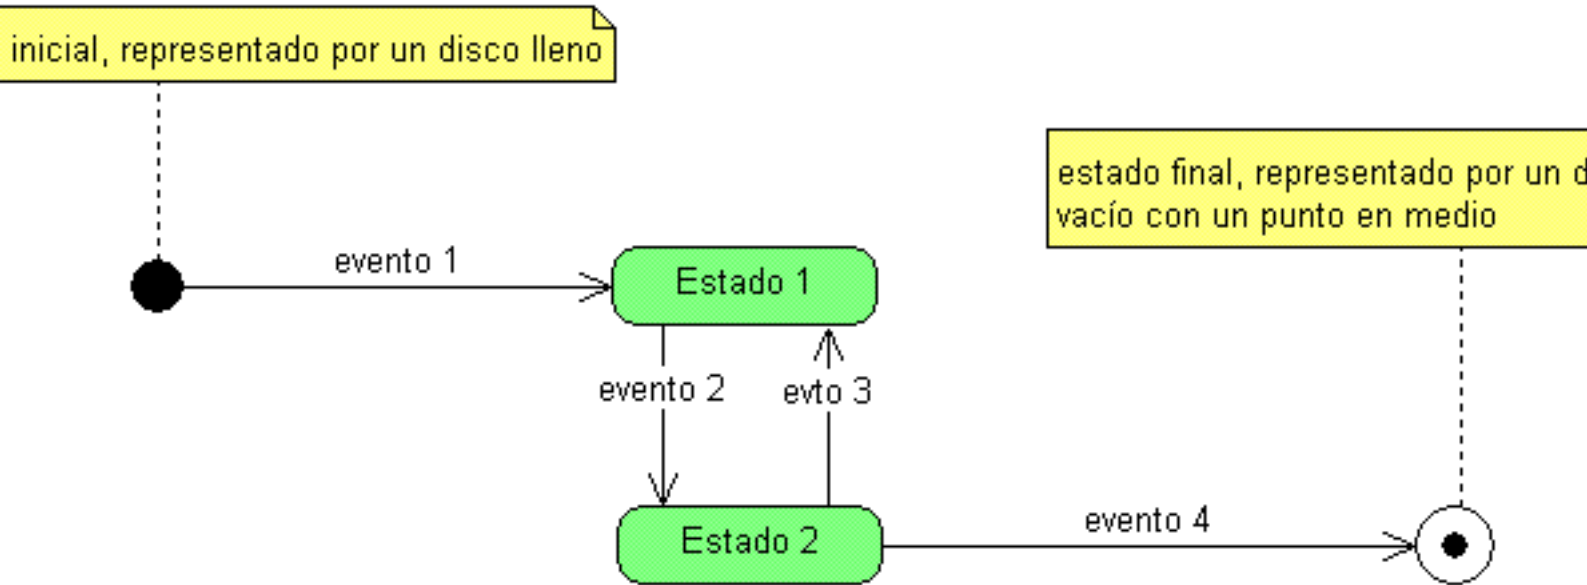 inicial, representado por un disco lleno
estado final, representado por un
vacío con un punto en medio
evento 1
Estado 1
evento 2
evto 3
Estado 2
evento 4